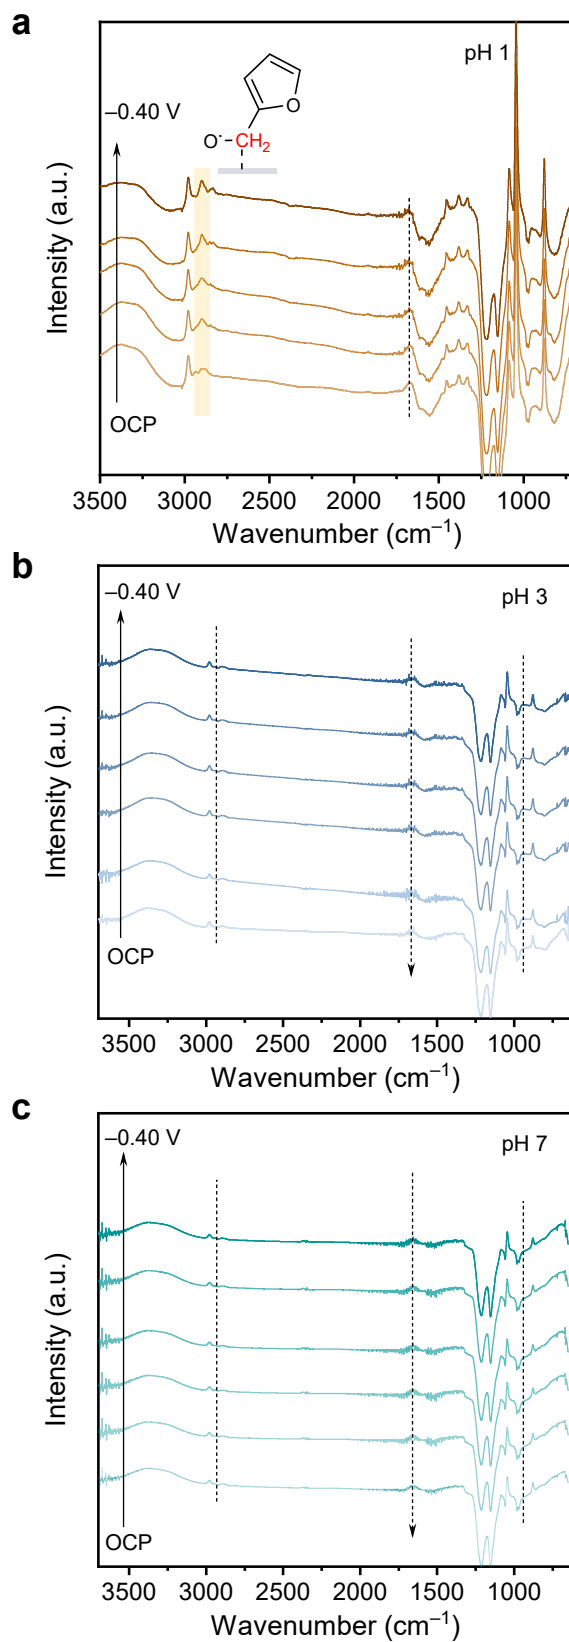 a
pH 1
–0.40 V
O
O·
CH₂
OCP
Intensity (a.u.)
3500 3000 2500 2000 1500 1000
Wavenumber (cm⁻¹)
b
–0.40 V
pH 3
OCP
Intensity (a.u.)
3500 3000 2500 2000 1500 1000
Wavenumber (cm⁻¹)
c
–0.40 V
pH 7
OCP
Intensity (a.u.)
3500 3000 2500 2000 1500 1000
Wavenumber (cm⁻¹)